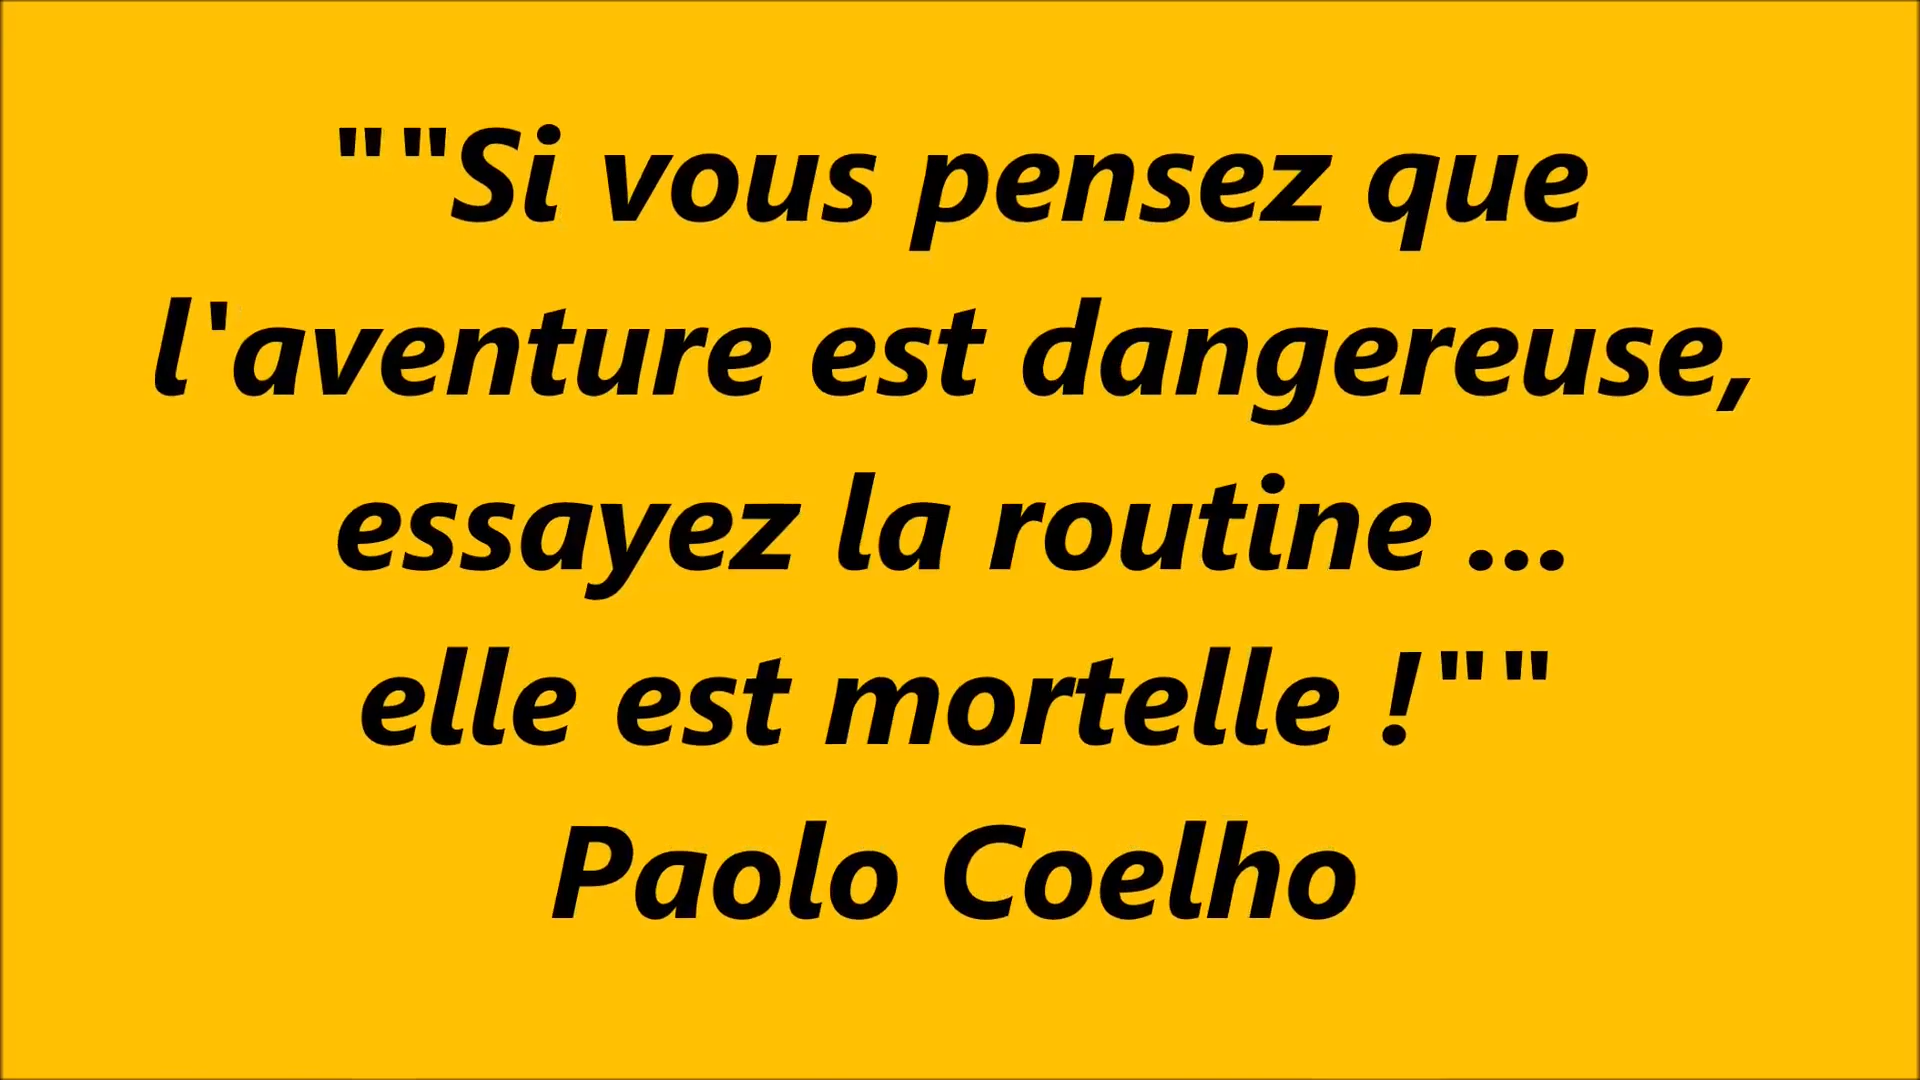 ""Si vous pensez que
l'aventure est dangereuse,
essayez la routine ...
elle est mortelle !""
Paolo Coelho